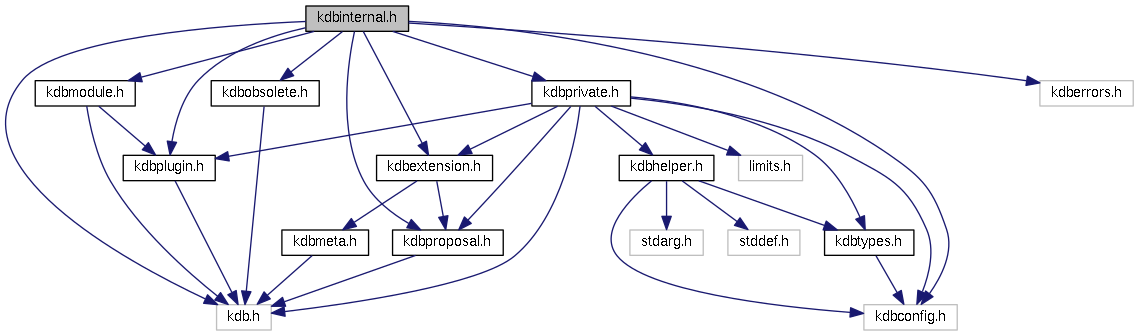 kdbinternal.h
kdbmodule.h
kdbobsolete.h
kdbprivate.h
kdberrors.h
kdbplugin.h
kdbextension.h
kdbhelper.h
limits.h
kdbmeta.h
kdbproposal.h
stdarg.h
stddef.h
kdbtypes.h
kdb.h
kdbconfig.h